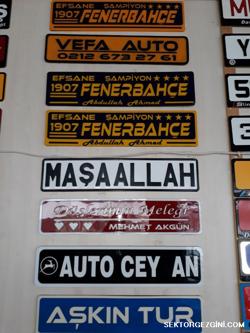 EFSANE ŞAMPİYON ★★★★
1907 FENERBAHÇE
VEFA AUTO
0212 673 27 61
EFSANE ŞAMPİYON ★★★★
1907 FENERBAHÇE
Abdullah Ahmed
EFSANE ŞAMPİYON ★★★★
1907 FENERBAHÇE
Abdullah Ahmed
MAŞAALLAH
Meleği
MEHMET AKGÜN
AUTO CEY AN
AŞKIN TUR
SEKTORGEZGINI.COM